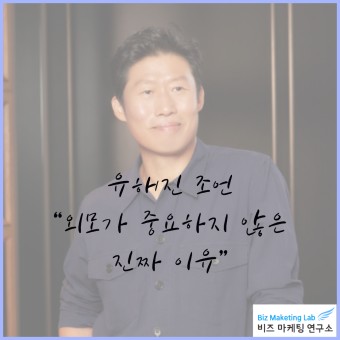 유해진 조언
“외모가 중요하지 않은
진짜 이유”
Biz Maketing Lab
비즈 마케팅 연구소